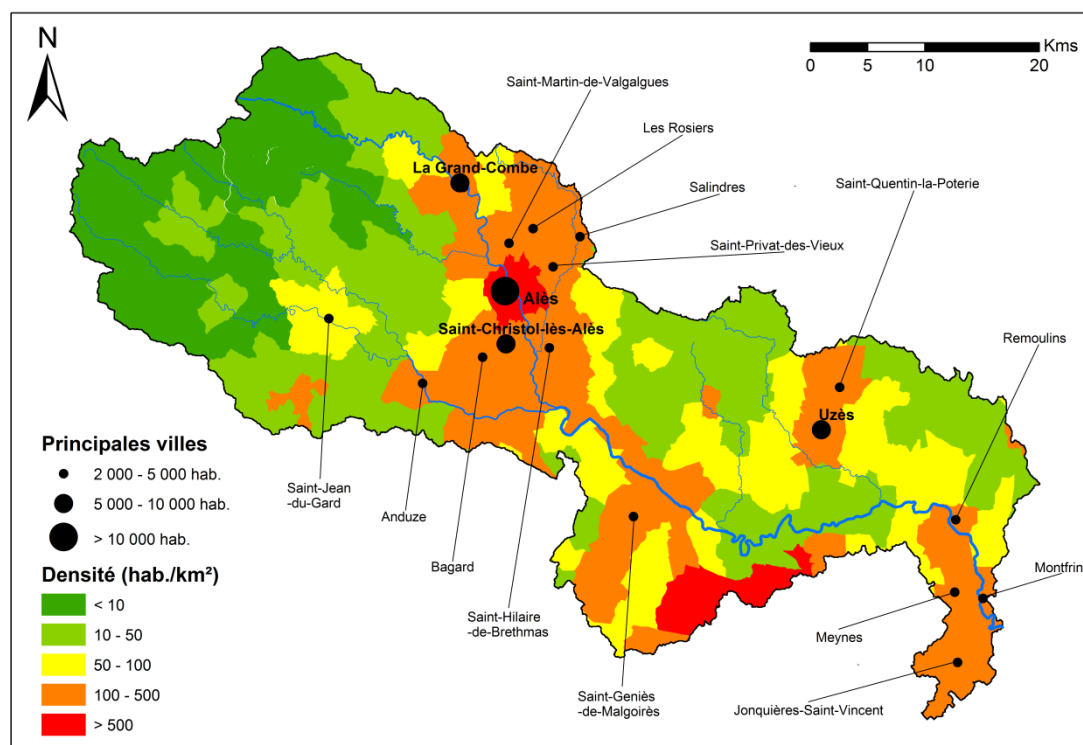 N
Kms
0 5 10 20
Saint-Martin-de-Valgalgues
Les Rosiers
La Grand-Combe
Salindres
Saint-Quentin-la-Poterie
Saint-Privat-des-Vieux
Alès
Saint-Christol-lès-Alès
Remoulins
Uzès
Principales villes
2 000 - 5 000 hab.
5 000 - 10 000 hab.
> 10 000 hab.
Saint-Jean
-du-Gard
Anduze
Bagard
Saint-Hilaire
-de-Brethmas
Montfrin
Meynes
Saint-Geniès
-de-Malgoirès
Jonquières-Saint-Vincent
Densité (hab./km²)
< 10
10 - 50
50 - 100
100 - 500
> 500